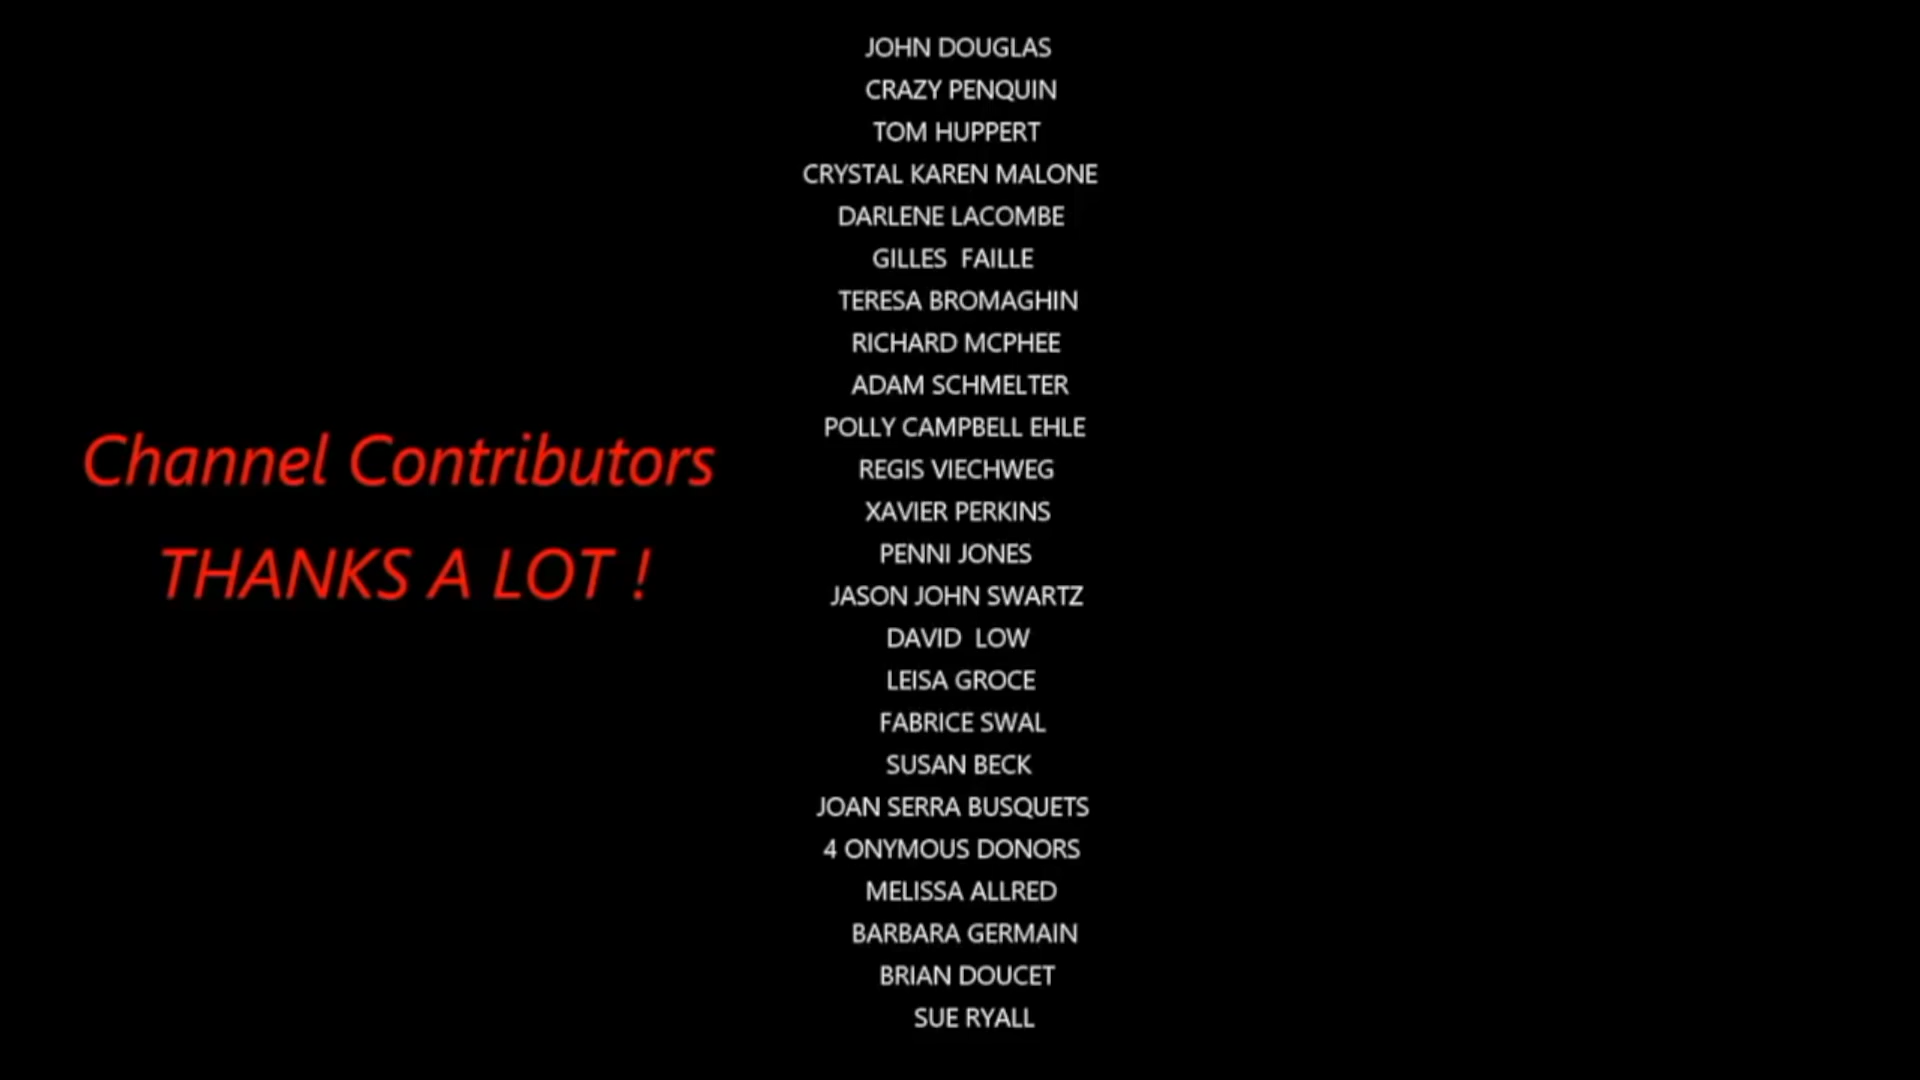 Channel Contributors
THANKS A LOT !
JOHN DOUGLAS
CRAZY PENQUIN
TOM HUPPERT
CRYSTAL KAREN MALONE
DARLENE LACOMBE
GILLES  FAILLE
TERESA BROMAGHIN
RICHARD MCPHEE
ADAM SCHMELTER
POLLY CAMPBELL EHLE
REGIS VIECHWEG
XAVIER PERKINS
PENNI JONES
JASON JOHN SWARTZ
DAVID  LOW
LEISA GROCE
FABRICE SWAL
SUSAN BECK
JOAN SERRA BUSQUETS
4 ONYMOUS DONORS
MELISSA ALLRED
BARBARA GERMAIN
BRIAN DOUCET
SUE RYALL